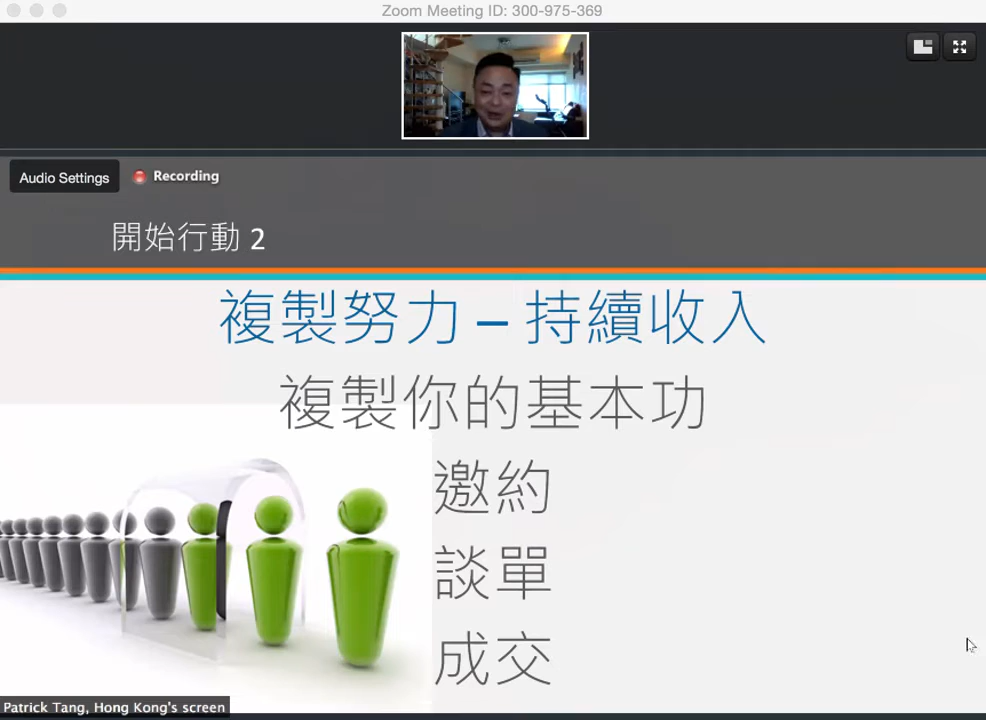 Zoom Meeting ID: 300-975-369
Audio Settings
Recording
開始行動 2
複製努力 – 持續收入
複製你的基本功
邀約
談單
成交
Patrick Tang, Hong Kong's screen